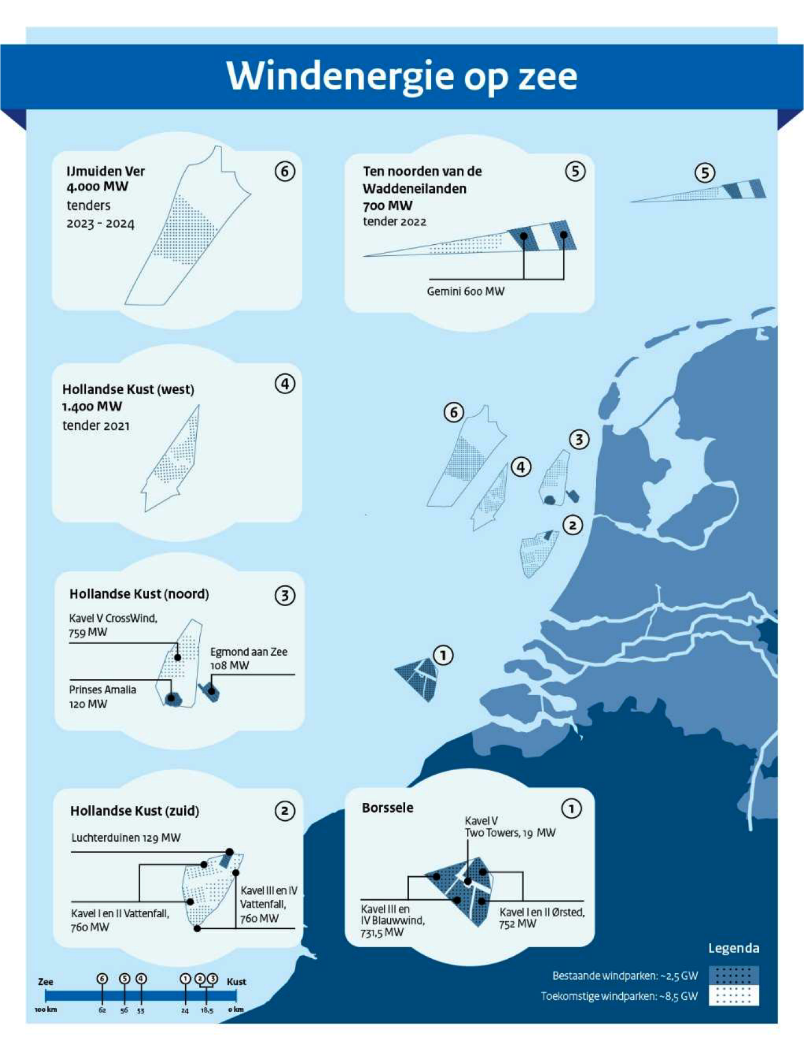 Windenergie op zee
IJmuiden Ver
4.000 MW
tenders
2023 - 2024
6
Ten noorden van de
Waddeneilanden
700 MW
tender 2022
5
Gemini 600 MW
5
Hollandse Kust (west)
1.400 MW
tender 2021
4
6
4
3
2
1
Hollandse Kust (noord)
3
Kavel V CrossWind,
759 MW
Egmond aan Zee
108 MW
Prinses Amalia
120 MW
Hollandse Kust (zuid)
2
Luchterduinen 129 MW
Kavel III en IV
Vattenfall,
760 MW
Kavel I en II Vattenfall,
760 MW
Borssele
1
Kavel V
Two Towers, 19 MW
Kavel III en
IV Blauwwind,
731,5 MW
Kavel I en II Ørsted,
752 MW
Legenda
Bestaande windparken: ~2,5 GW
Toekomstige windparken: ~8,5 GW
Zee
6 5 4 1 2 3
Kust
100 km 62 56 53 24 18,5 0 km